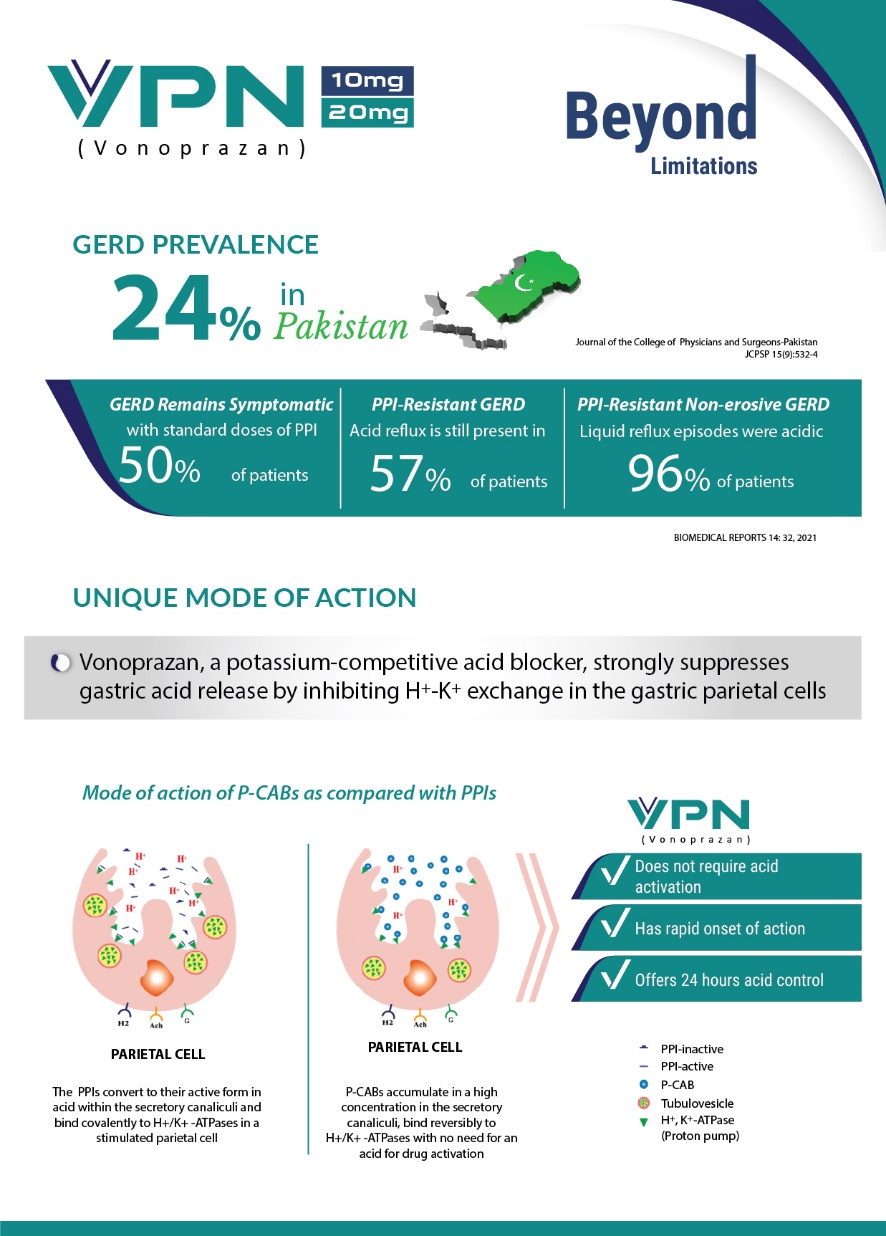 VPN
10mg
20mg
(Vonoprazan)
Beyond
Limitations
GERD PREVALENCE
24% in
Pakistan
Journal of the College of Physicians and Surgeons-Pakistan
JCPSP 15(9):532-4
GERD Remains Symptomatic
with standard doses of PPI
50% of patients
PPI-Resistant GERD
Acid reflux is still present in
57% of patients
PPI-Resistant Non-erosive GERD
Liquid reflux episodes were acidic
96% of patients
BIOMEDICAL REPORTS 14: 32, 2021
UNIQUE MODE OF ACTION
Vonoprazan, a potassium-competitive acid blocker, strongly suppresses
gastric acid release by inhibiting H⁺-K⁺ exchange in the gastric parietal cells
Mode of action of P-CABs as compared with PPIs
H⁺
H⁺
H⁺
H⁺
H⁺
H2
Ach
G
PARIETAL CELL
The PPIs convert to their active form in
acid within the secretory canaliculi and
bind covalently to H+/K+ -ATPases in a
stimulated parietal cell
H⁺
H⁺
H⁺
H2
Ach
G
PARIETAL CELL
P-CABs accumulate in a high
concentration in the secretory
canaliculi, bind reversibly to
H+/K+ -ATPases with no need for an
acid for drug activation
VPN
(Vonoprazan)
Does not require acid
activation
Has rapid onset of action
Offers 24 hours acid control
PPI-inactive
PPI-active
P-CAB
Tubulovesicle
H⁺, K⁺-ATPase
(Proton pump)